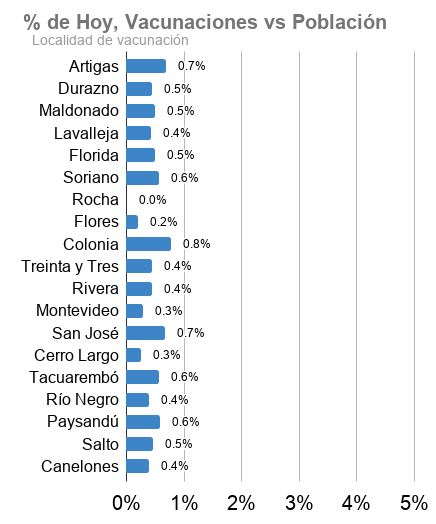 % de Hoy, Vacunaciones vs Población
Localidad de vacunación
Artigas 0.7%
Durazno 0.5%
Maldonado 0.5%
Lavalleja 0.4%
Florida 0.5%
Soriano 0.6%
Rocha 0.0%
Flores 0.2%
Colonia 0.8%
Treinta y Tres 0.4%
Rivera 0.4%
Montevideo 0.3%
San José 0.7%
Cerro Largo 0.3%
Tacuarembó 0.6%
Río Negro 0.4%
Paysandú 0.6%
Salto 0.5%
Canelones 0.4%
0% 1% 2% 3% 4% 5%